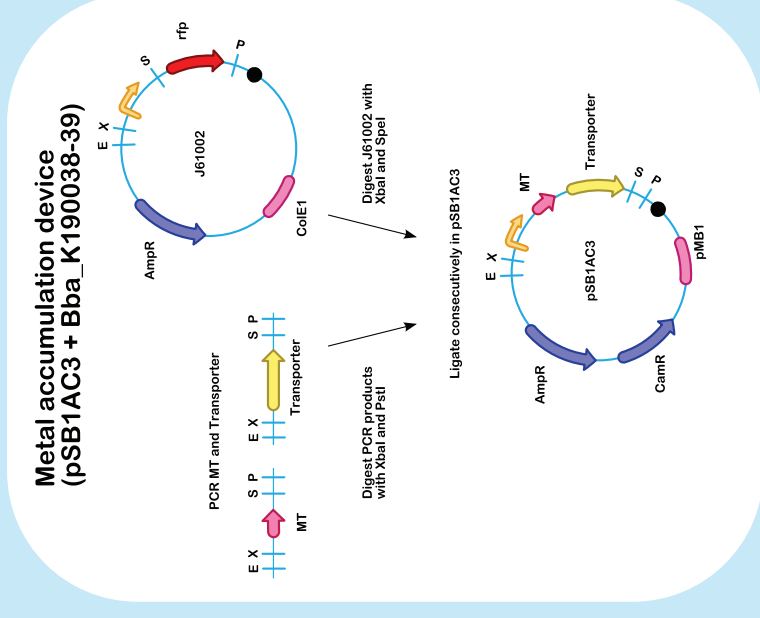 Metal accumulation device
(pSB1AC3 + Bba_K190038-39)
PCR MT and Transporter
E X
S P
MT
E X
S P
Transporter
Digest PCR products
with XbaI and PstI
E X
S
rfp
P
J61002
AmpR
ColE1
Digest J61002 with
XbaI and SpeI
Ligate consecutively in pSB1AC3
E X
MT
Transporter
S
P
pSB1AC3
AmpR
CamR
pMB1